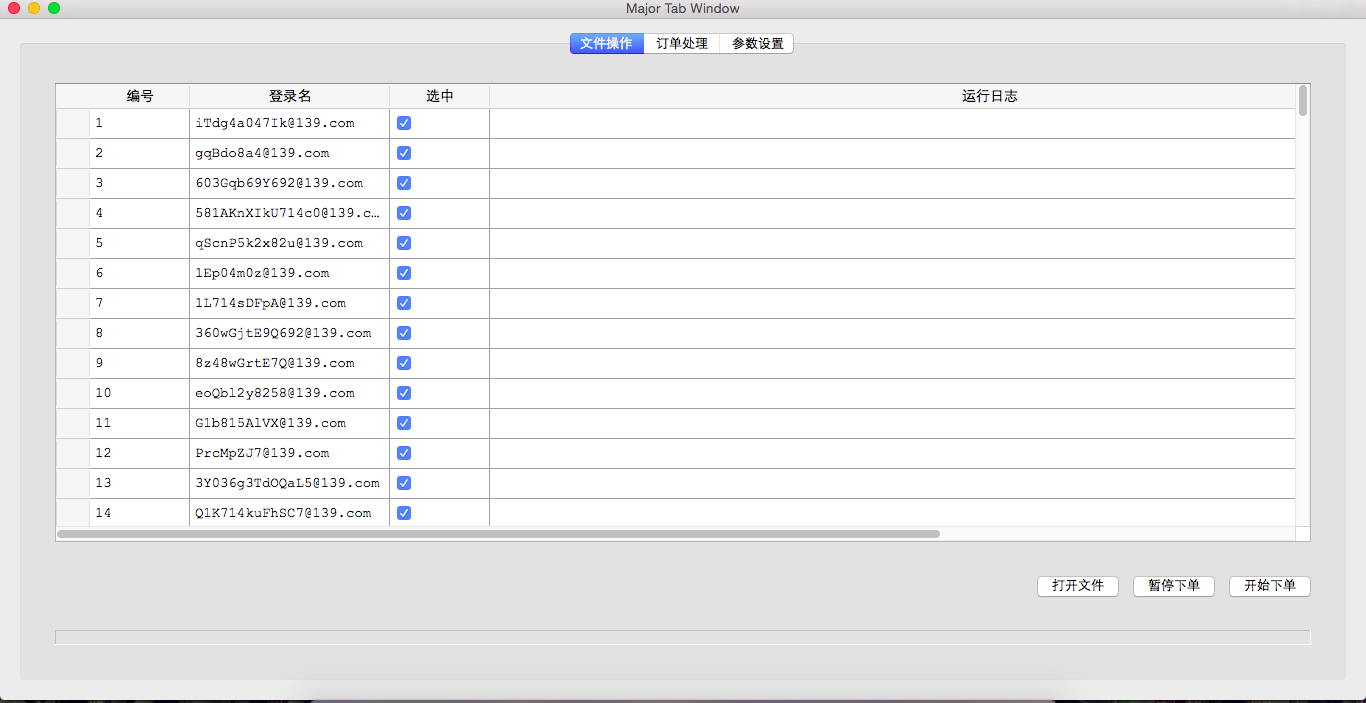 Major Tab Window
文件操作 订单处理 参数设置
编号 登录名 选中 运行日志
1 iTdg4a047Ik@139.com
2 gqBdo8a4@139.com
3 603Gqb69Y692@139.com
4 581AKnXIkU714c0@139.c…
5 qScnP5k2x82u@139.com
6 1Ep04m0z@139.com
7 1L714sDFpA@139.com
8 360wGjtE9Q692@139.com
9 8z48wGrtE7Q@139.com
10 eoQbl2y8258@139.com
11 G1b815AlVX@139.com
12 PrcMpZJ7@139.com
13 3Y036g3TdOQaL5@139.com
14 Q1K714kuFhSC7@139.com
打开文件 暂停下单 开始下单